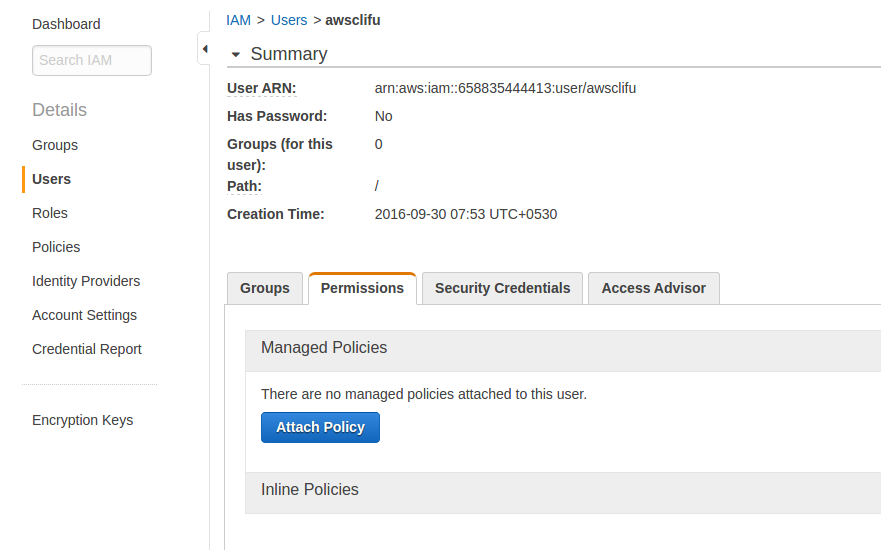 Dashboard
Search IAM
Details
Groups
Users
Roles
Policies
Identity Providers
Account Settings
Credential Report
Encryption Keys
IAM > Users > awsclifu
Summary
User ARN: arn:aws:iam::658835444413:user/awsclifu
Has Password: No
Groups (for this 0
user):
Path: /
Creation Time: 2016-09-30 07:53 UTC+0530
Groups Permissions Security Credentials Access Advisor
Managed Policies
There are no managed policies attached to this user.
Attach Policy
Inline Policies